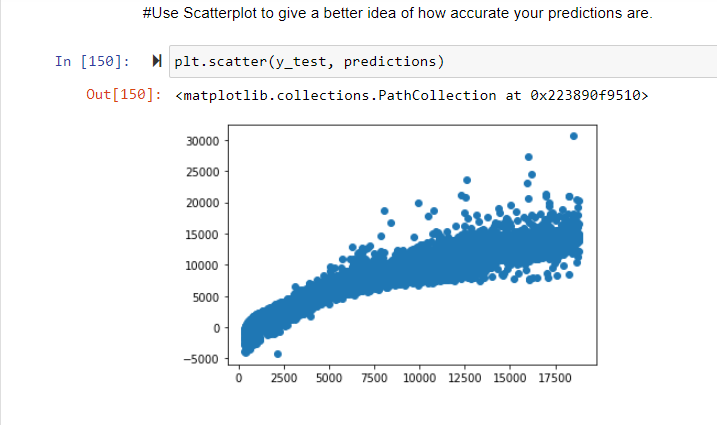 #Use Scatterplot to give a better idea of how accurate your predictions are.
In [150]: plt.scatter(y_test, predictions)
Out[150]: <matplotlib.collections.PathCollection at 0x223890f9510>
30000
25000
20000
15000
10000
5000
0
−5000
0 2500 5000 7500 10000 12500 15000 17500